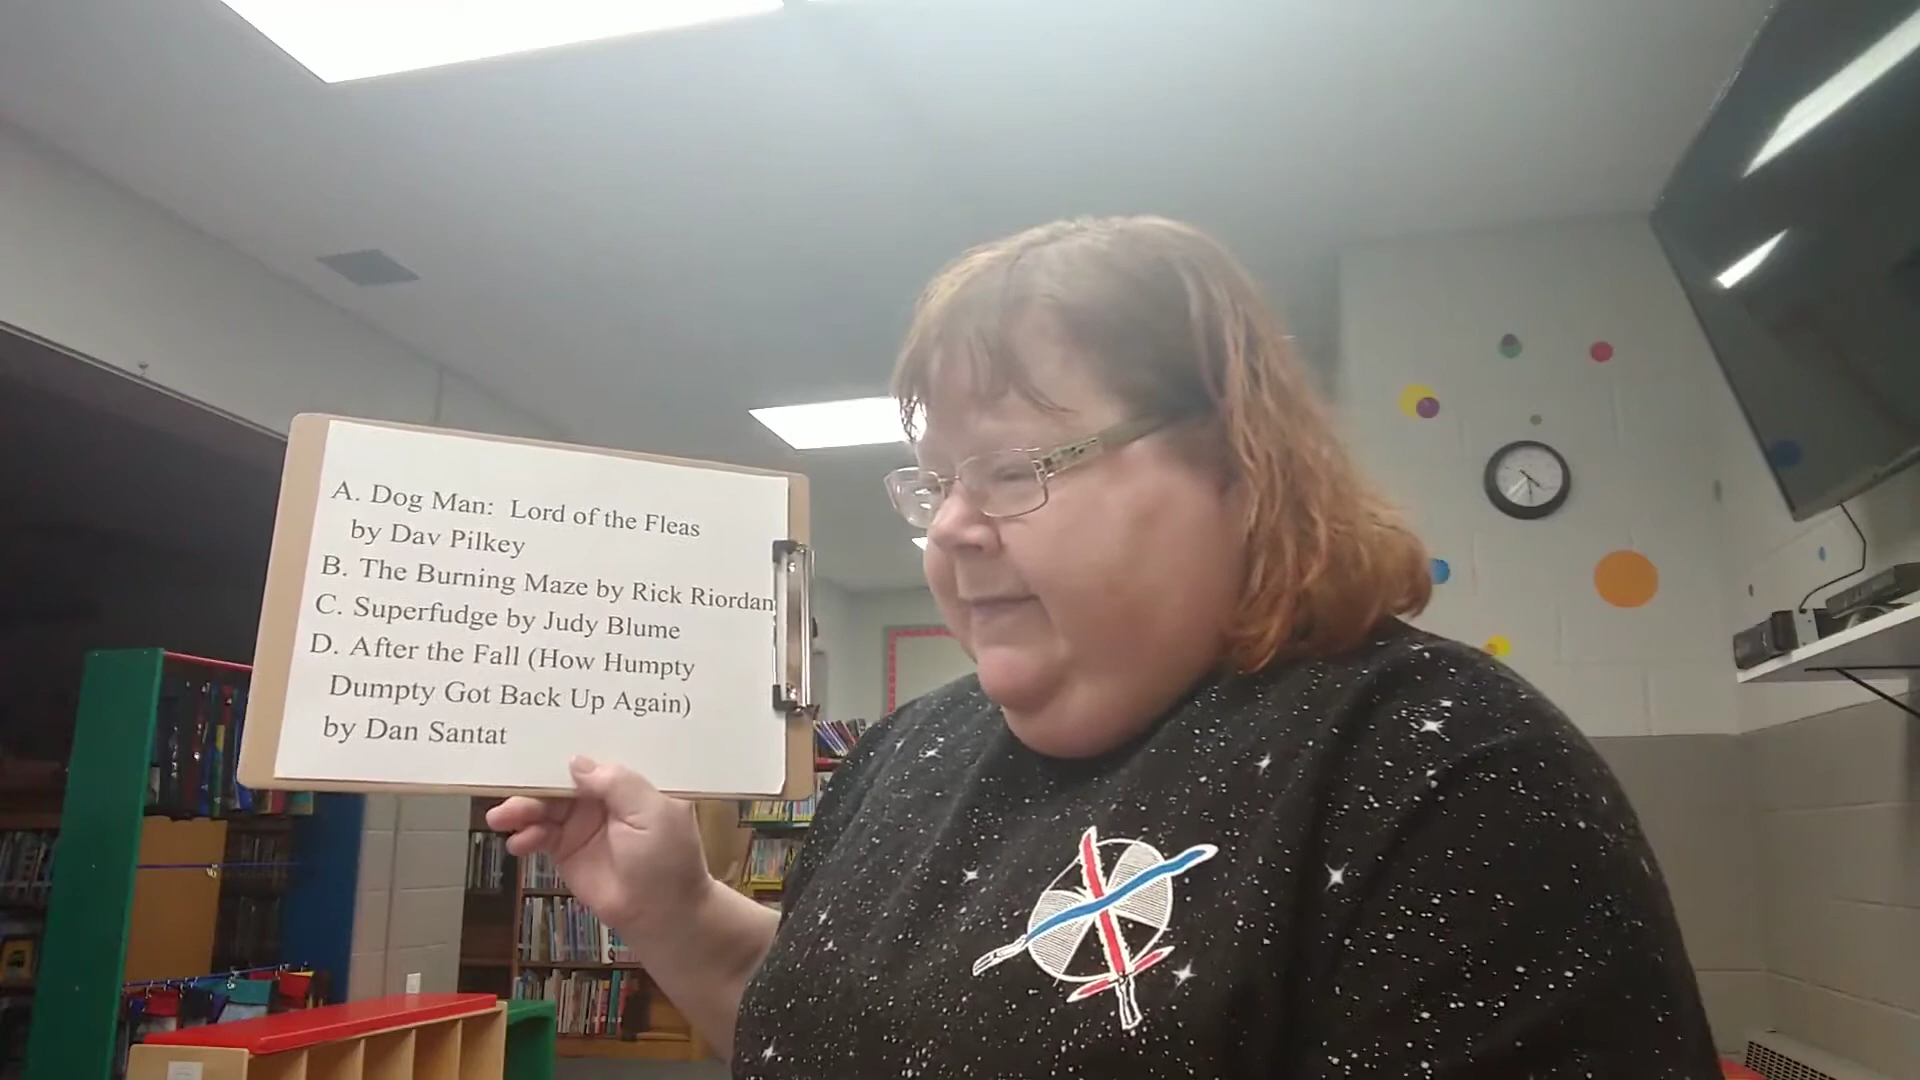 A. Dog Man: Lord of the Fleas
by Dav Pilkey
B. The Burning Maze by Rick Riordan
C. Superfudge by Judy Blume
D. After the Fall (How Humpty
Dumpty Got Back Up Again)
by Dan Santat